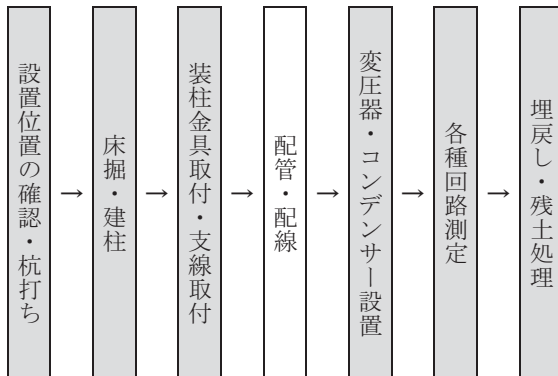 設置位置の確認・杭打ち
→
床掘・建柱
→
装柱金具取付・支線取付
→
配管・配線
→
変圧器・コンデンサー設置
→
各種回路測定
→
埋戻し・残土処理